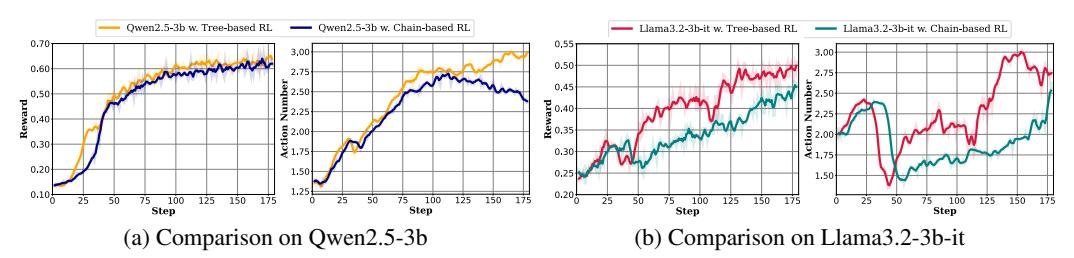 Qwen2.5-3b w. Tree-based RL
Qwen2.5-3b w. Chain-based RL
Reward
0.70
0.60
0.50
0.40
0.30
0.20
0.10
0 25 50 75 100 125 150 175
Step
Action Number
3.00
2.75
2.50
2.25
2.00
1.75
1.50
1.25
0 25 50 75 100 125 150 175
Step
(a) Comparison on Qwen2.5-3b
Llama3.2-3b-it w. Tree-based RL
Llama3.2-3b-it w. Chain-based RL
Reward
0.55
0.50
0.45
0.40
0.35
0.30
0.25
0.20
0 25 50 75 100 125 150 175
Step
Action Number
3.00
2.75
2.50
2.25
2.00
1.75
1.50
0 25 50 75 100 125 150 175
Step
(b) Comparison on Llama3.2-3b-it